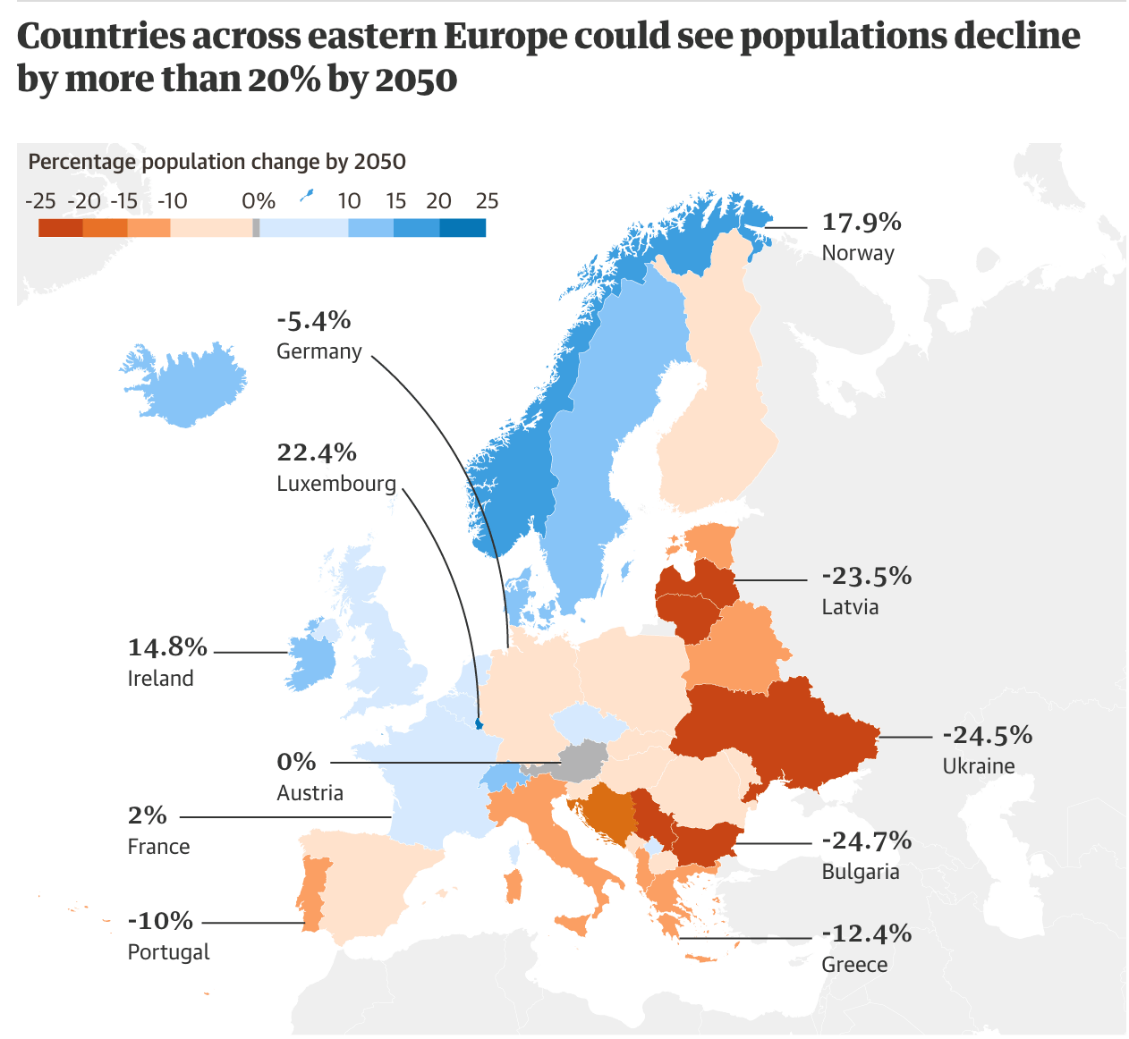 Countries across eastern Europe could see populations decline
by more than 20% by 2050
Percentage population change by 2050
-25 -20 -15 -10 0% 10 15 20 25
17.9%
Norway
-5.4%
Germany
22.4%
Luxembourg
-23.5%
Latvia
14.8%
Ireland
-24.5%
Ukraine
0%
Austria
2%
France
-24.7%
Bulgaria
-10%
Portugal
-12.4%
Greece